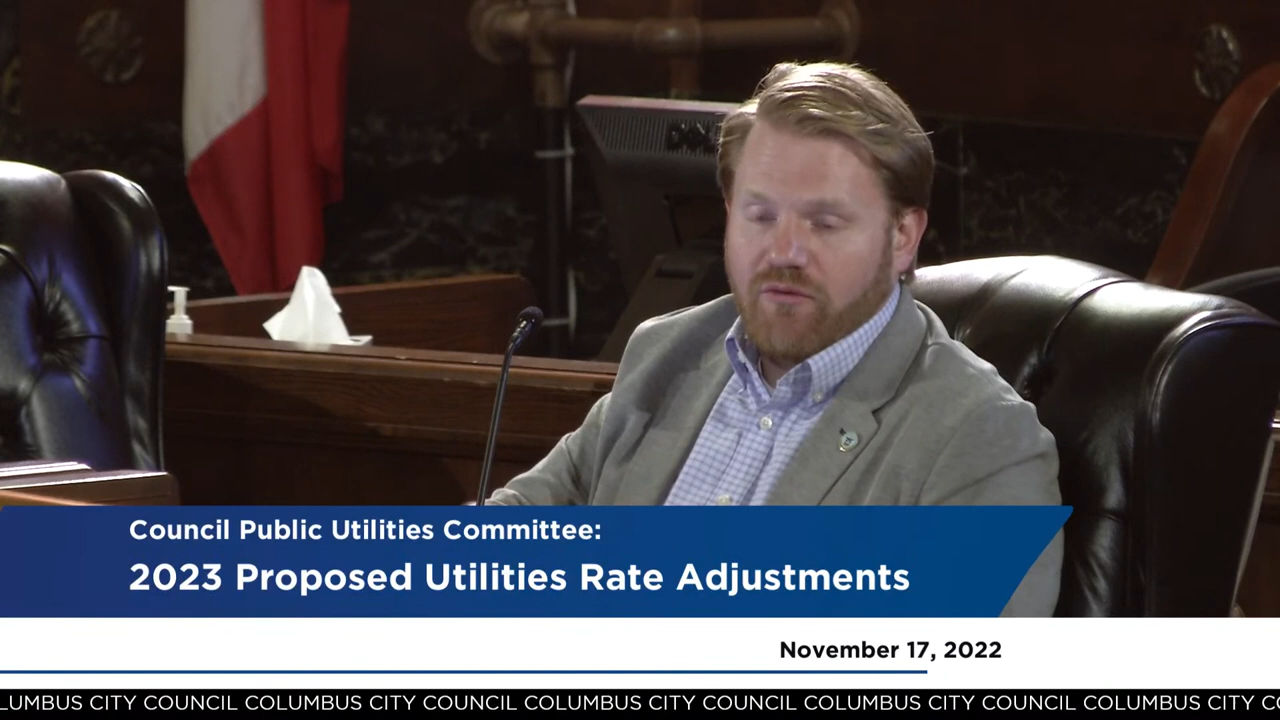 Council Public Utilities Committee:
2023 Proposed Utilities Rate Adjustments
November 17, 2022
LUMBUS CITY COUNCIL COLUMBUS CITY COUNCIL COLUMBUS CITY COUNCIL COLUMBUS CITY COUNCIL COLUMBUS CITY C